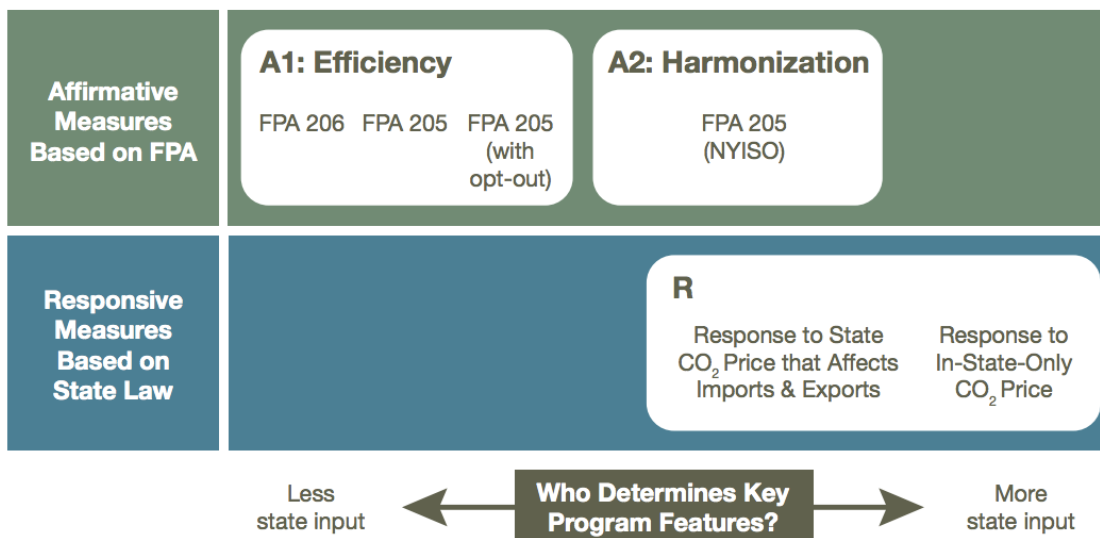 Affirmative
Measures
Based on FPA
A1: Efficiency
FPA 206
FPA 205
FPA 205
(with
opt-out)
A2: Harmonization
FPA 205
(NYISO)
Responsive
Measures
Based on
State Law
R
Response to State
CO₂ Price that Affects
Imports & Exports
Response to
In-State-Only
CO₂ Price
Less
state input
Who Determines Key
Program Features?
More
state input